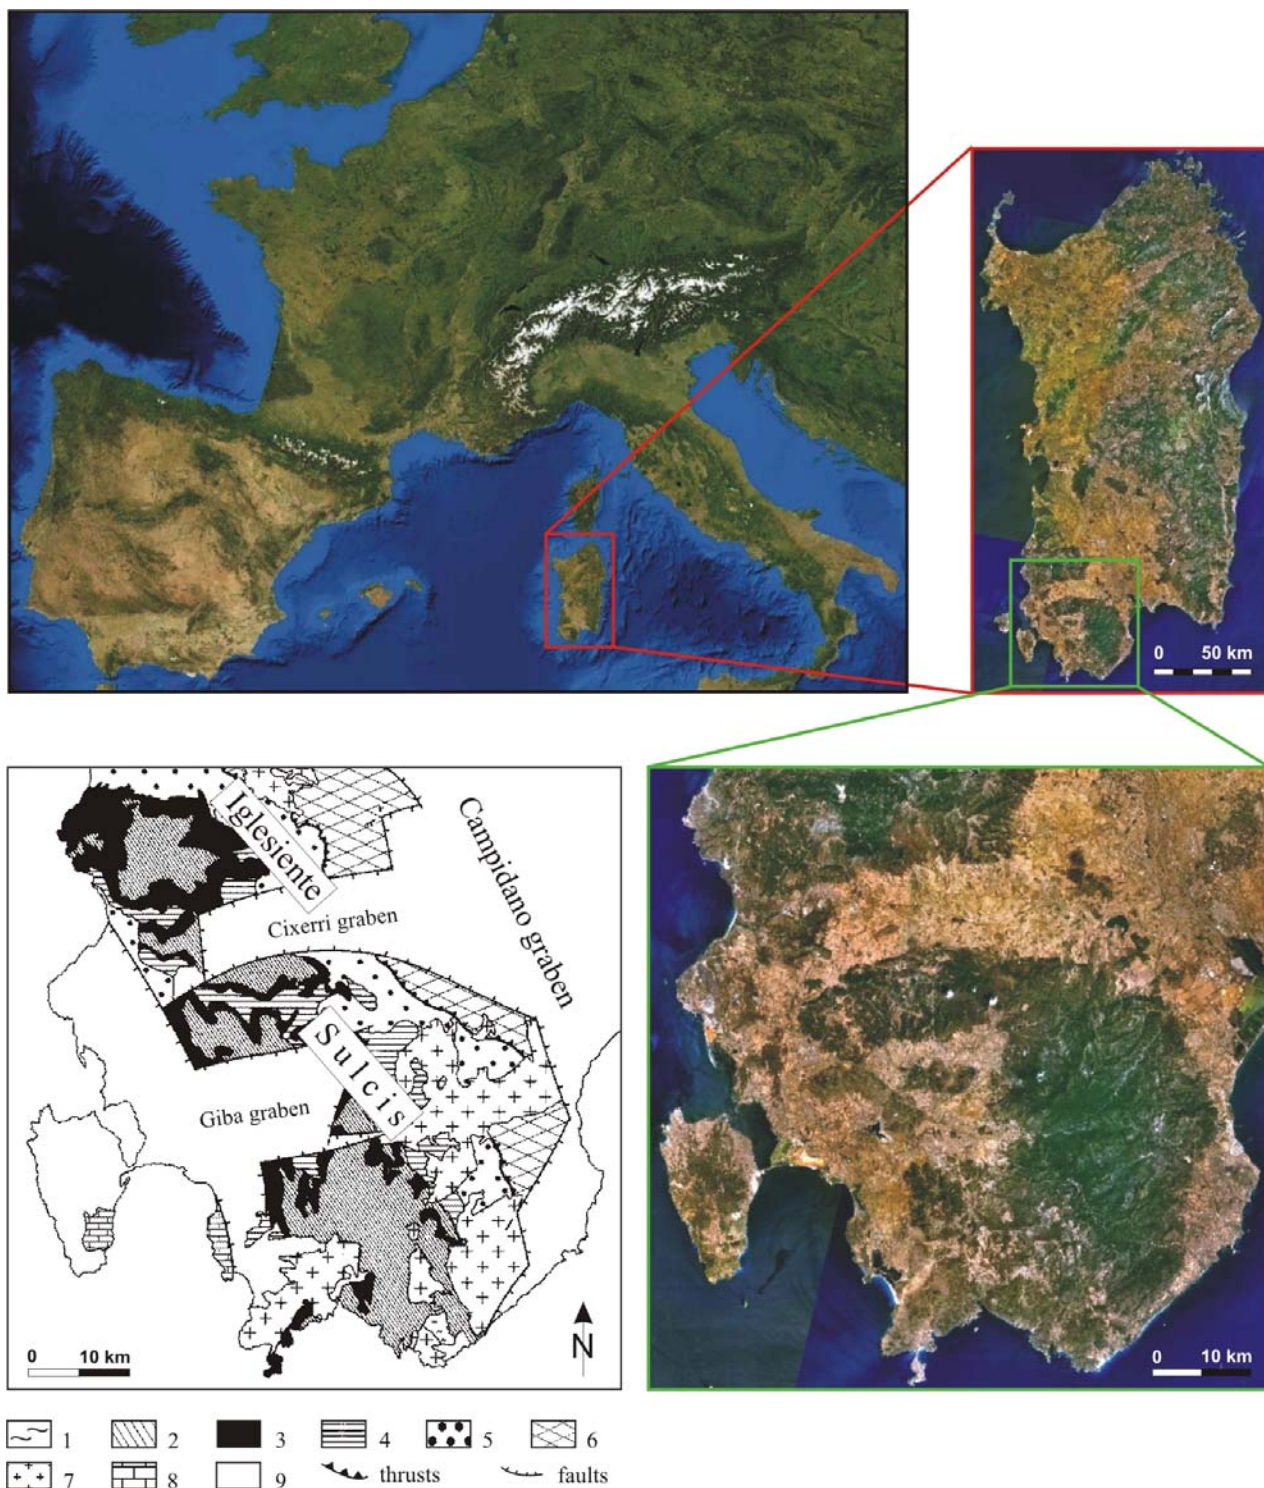 0 50 km
Iglesiente
Campidano graben
Cixerri graben
Sulcis
Giba graben
N
0 10 km
0 10 km
1 2 3 4 5 6
7 8 9 thrusts faults